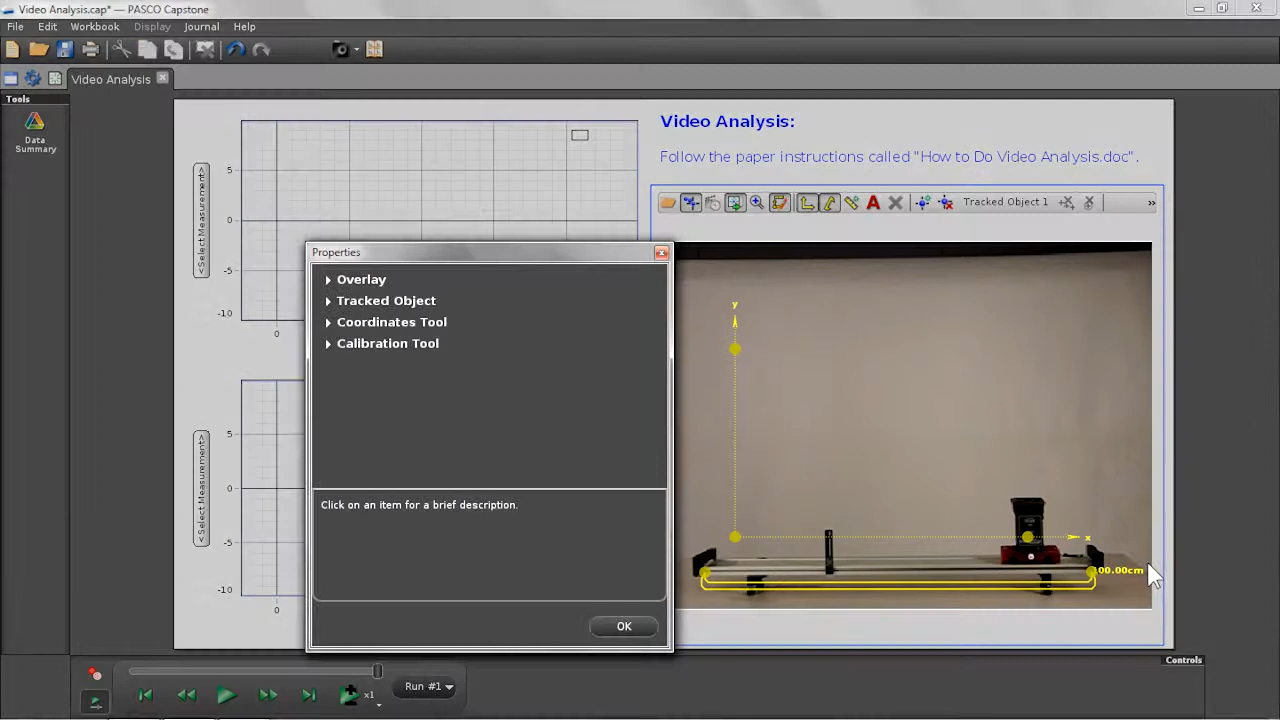 Video Analysis.cap* — PASCO Capstone
File Edit Workbook Display Journal Help
Video Analysis
Tools
Data
Summary
<Select Measurement>
5
0
-5
-10
0
<Select Measurement>
5
0
-5
-10
0
Video Analysis:
Follow the paper instructions called "How to Do Video Analysis.doc".
A Tracked Object 1 »
y
x
Properties
Overlay
Tracked Object
Coordinates Tool
Calibration Tool
Click on an item for a brief description.
OK
Controls
x1
Run #1